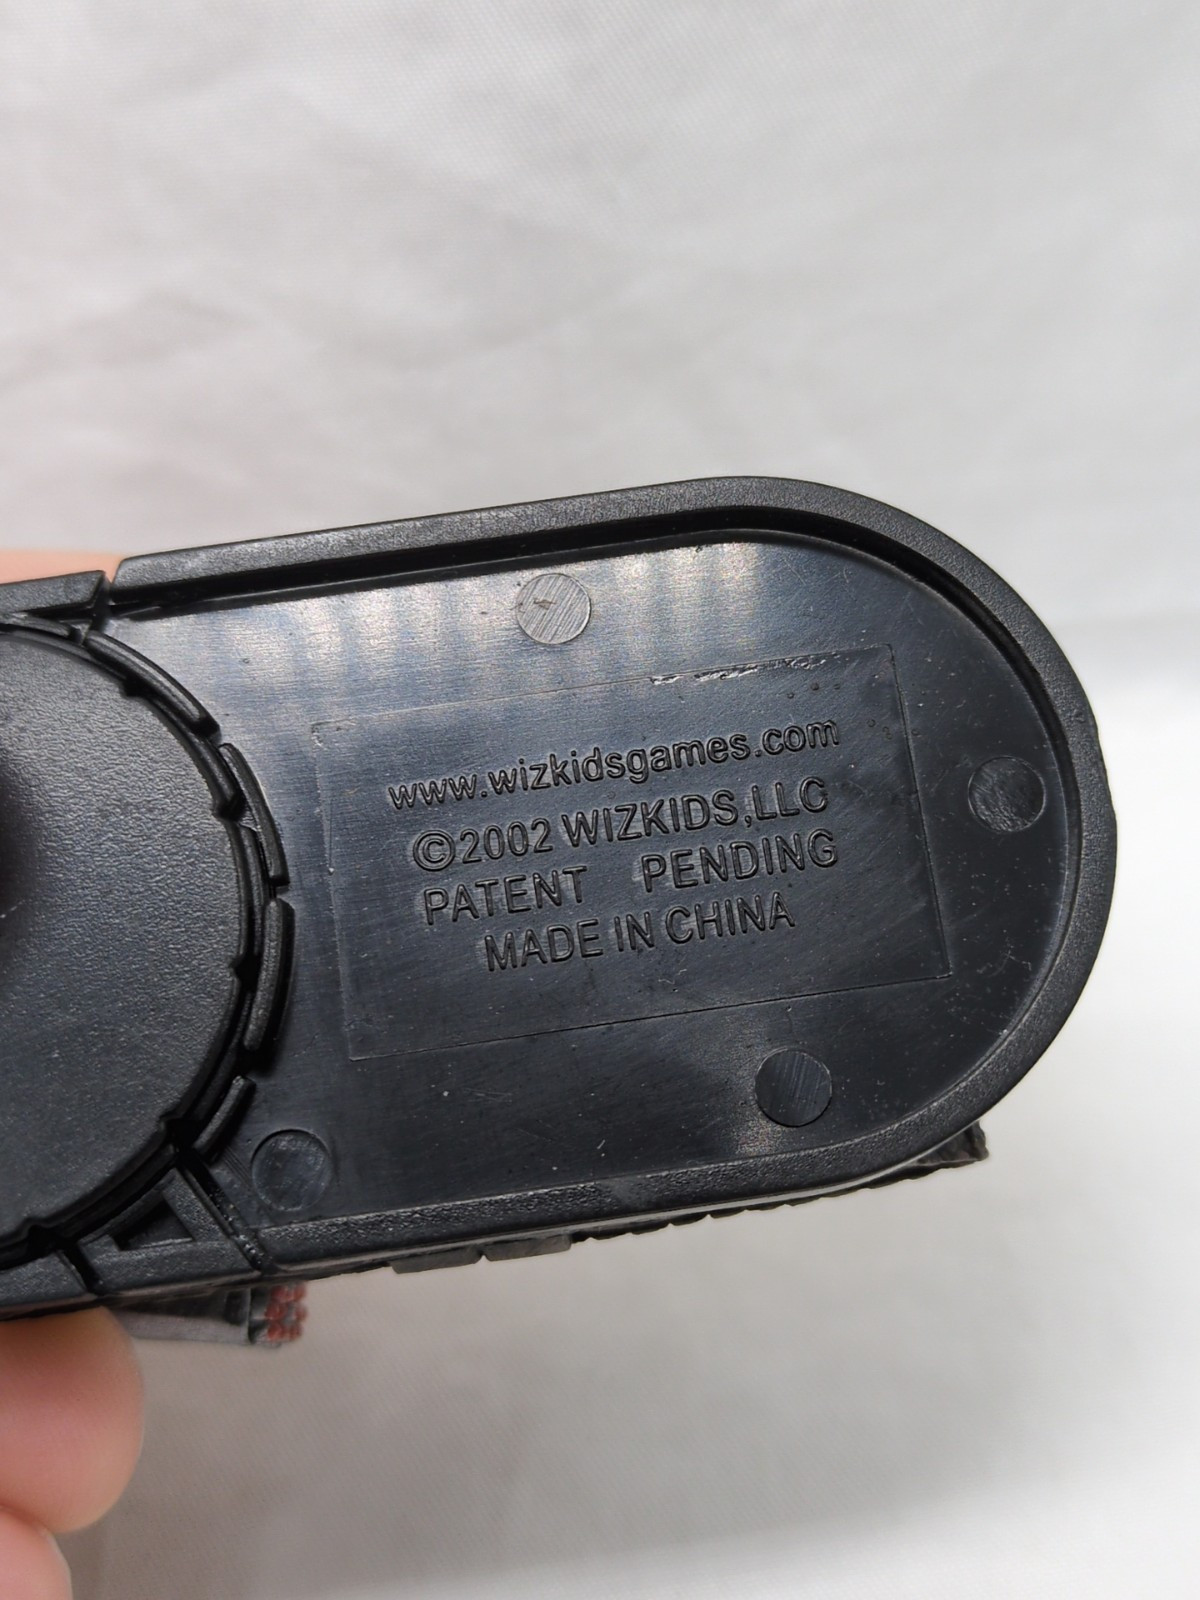 www.wizkidsgames.com
©2002 WIZKIDS,LLC
PATENT PENDING
MADE IN CHINA